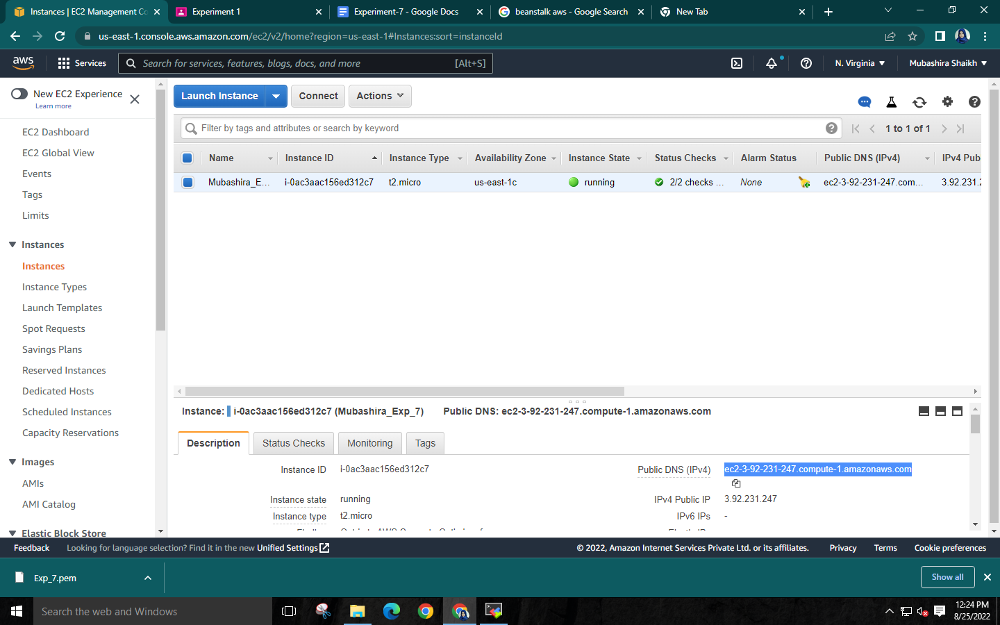 Instances | EC2 Management Co
Experiment 1
Experiment-7 - Google Docs
beanstalk aws - Google Search
New Tab
us-east-1.console.aws.amazon.com/ec2/v2/home?region=us-east-1#Instances:sort=instanceId
aws
Services
Search for services, features, blogs, docs, and more
[Alt+S]
N. Virginia
Mubashira Shaikh
New EC2 Experience
Learn more
EC2 Dashboard
EC2 Global View
Events
Tags
Limits
Instances
Instances
Instance Types
Launch Templates
Spot Requests
Savings Plans
Reserved Instances
Dedicated Hosts
Scheduled Instances
Capacity Reservations
Images
AMIs
AMI Catalog
Elastic Block Store
Launch Instance
Connect
Actions
Filter by tags and attributes or search by keyword
1 to 1 of 1
Name Instance ID Instance Type Availability Zone Instance State Status Checks Alarm Status Public DNS (IPv4) IPv4 Pub
Mubashira_E... i-0ac3aac156ed312c7 t2.micro us-east-1c running 2/2 checks ... None ec2-3-92-231-247.com... 3.92.231.2
Instance: i-0ac3aac156ed312c7 (Mubashira_Exp_7) Public DNS: ec2-3-92-231-247.compute-1.amazonaws.com
Description
Status Checks
Monitoring
Tags
Instance ID i-0ac3aac156ed312c7
Public DNS (IPv4) ec2-3-92-231-247.compute-1.amazonaws.com
Instance state running
IPv4 Public IP 3.92.231.247
Instance type t2.micro
IPv6 IPs -
Feedback
Looking for language selection? Find it in the new Unified Settings
© 2022, Amazon Internet Services Private Ltd. or its affiliates.
Privacy
Terms
Cookie preferences
Exp_7.pem
Show all
Search the web and Windows
12:24 PM
8/25/2022